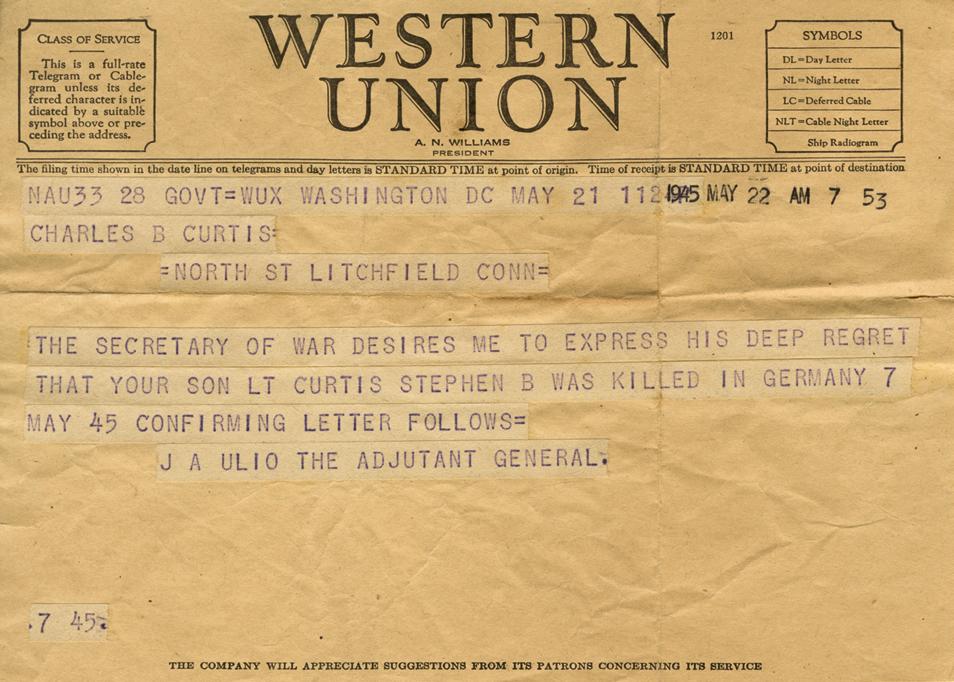 CLASS OF SERVICE
This is a full-rate
Telegram or Cable-
gram unless its de-
ferred character is in-
dicated by a suitable
symbol above or pre-
ceding the address.
WESTERN
UNION
A. N. WILLIAMS
PRESIDENT
1201
SYMBOLS
DL=Day Letter
NL=Night Letter
LC=Deferred Cable
NLT=Cable Night Letter
Ship Radiogram
The filing time shown in the date line on telegrams and day letters is STANDARD TIME at point of origin. Time of receipt is STANDARD TIME at point of destination
NAU33 28 GOVT=WUX WASHINGTON DC MAY 21 1945 MAY 22 AM 7 53
CHARLES B CURTIS=
=NORTH ST LITCHFIELD CONN=
THE SECRETARY OF WAR DESIRES ME TO EXPRESS HIS DEEP REGRET
THAT YOUR SON LT CURTIS STEPHEN B WAS KILLED IN GERMANY 7
MAY 45 CONFIRMING LETTER FOLLOWS=
J A ULIO THE ADJUTANT GENERAL.
.7 45.
THE COMPANY WILL APPRECIATE SUGGESTIONS FROM ITS PATRONS CONCERNING ITS SERVICE